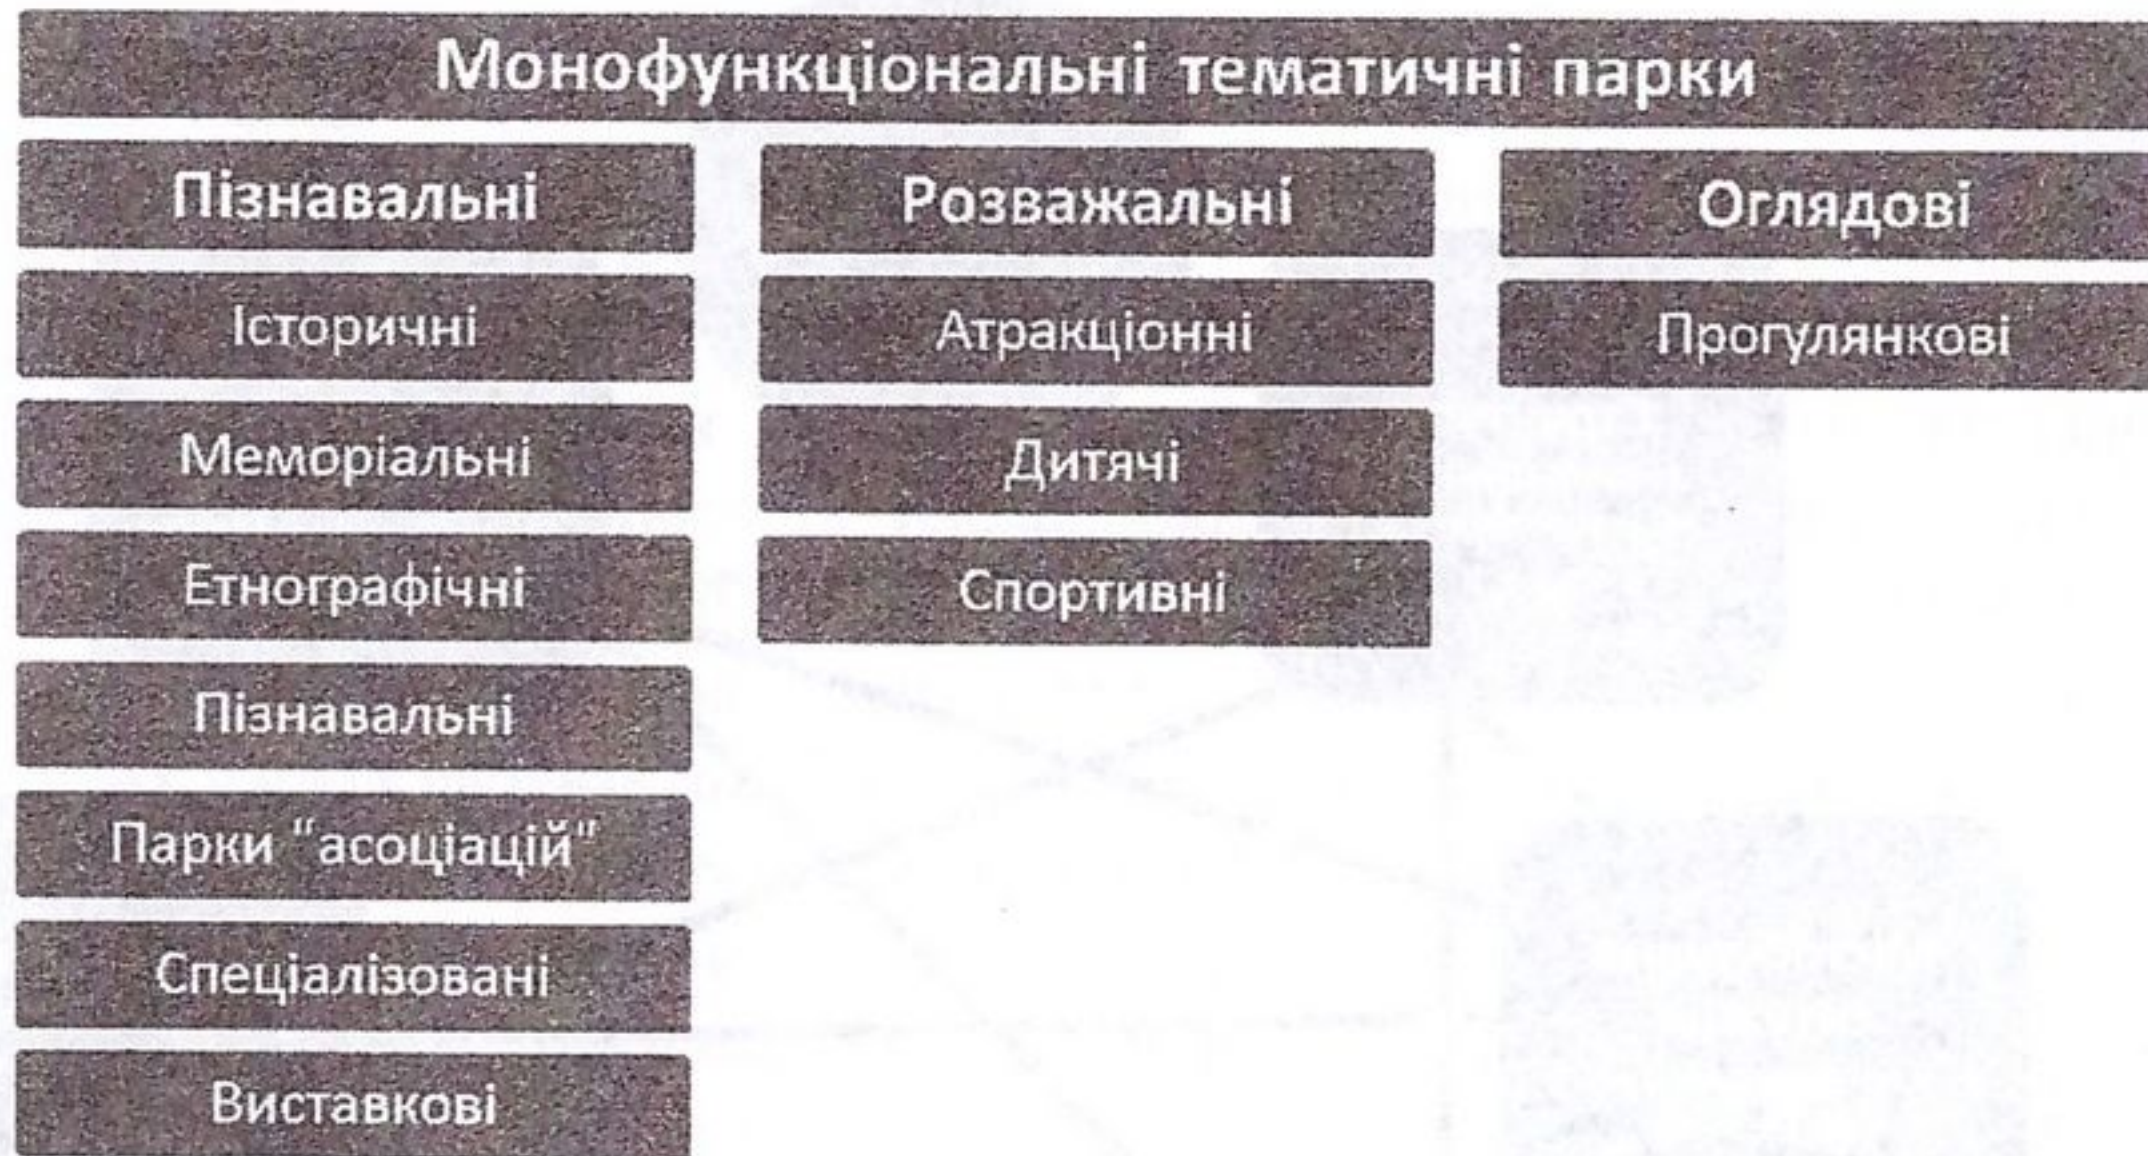 Монофункціональні тематичні парки
Пізнавальні
Історичні
Меморіальні
Етнографічні
Пізнавальні
Парки "асоціацій"
Спеціалізовані
Виставкові
Розважальні
Атракціонні
Дитячі
Спортивні
Оглядові
Прогулянкові